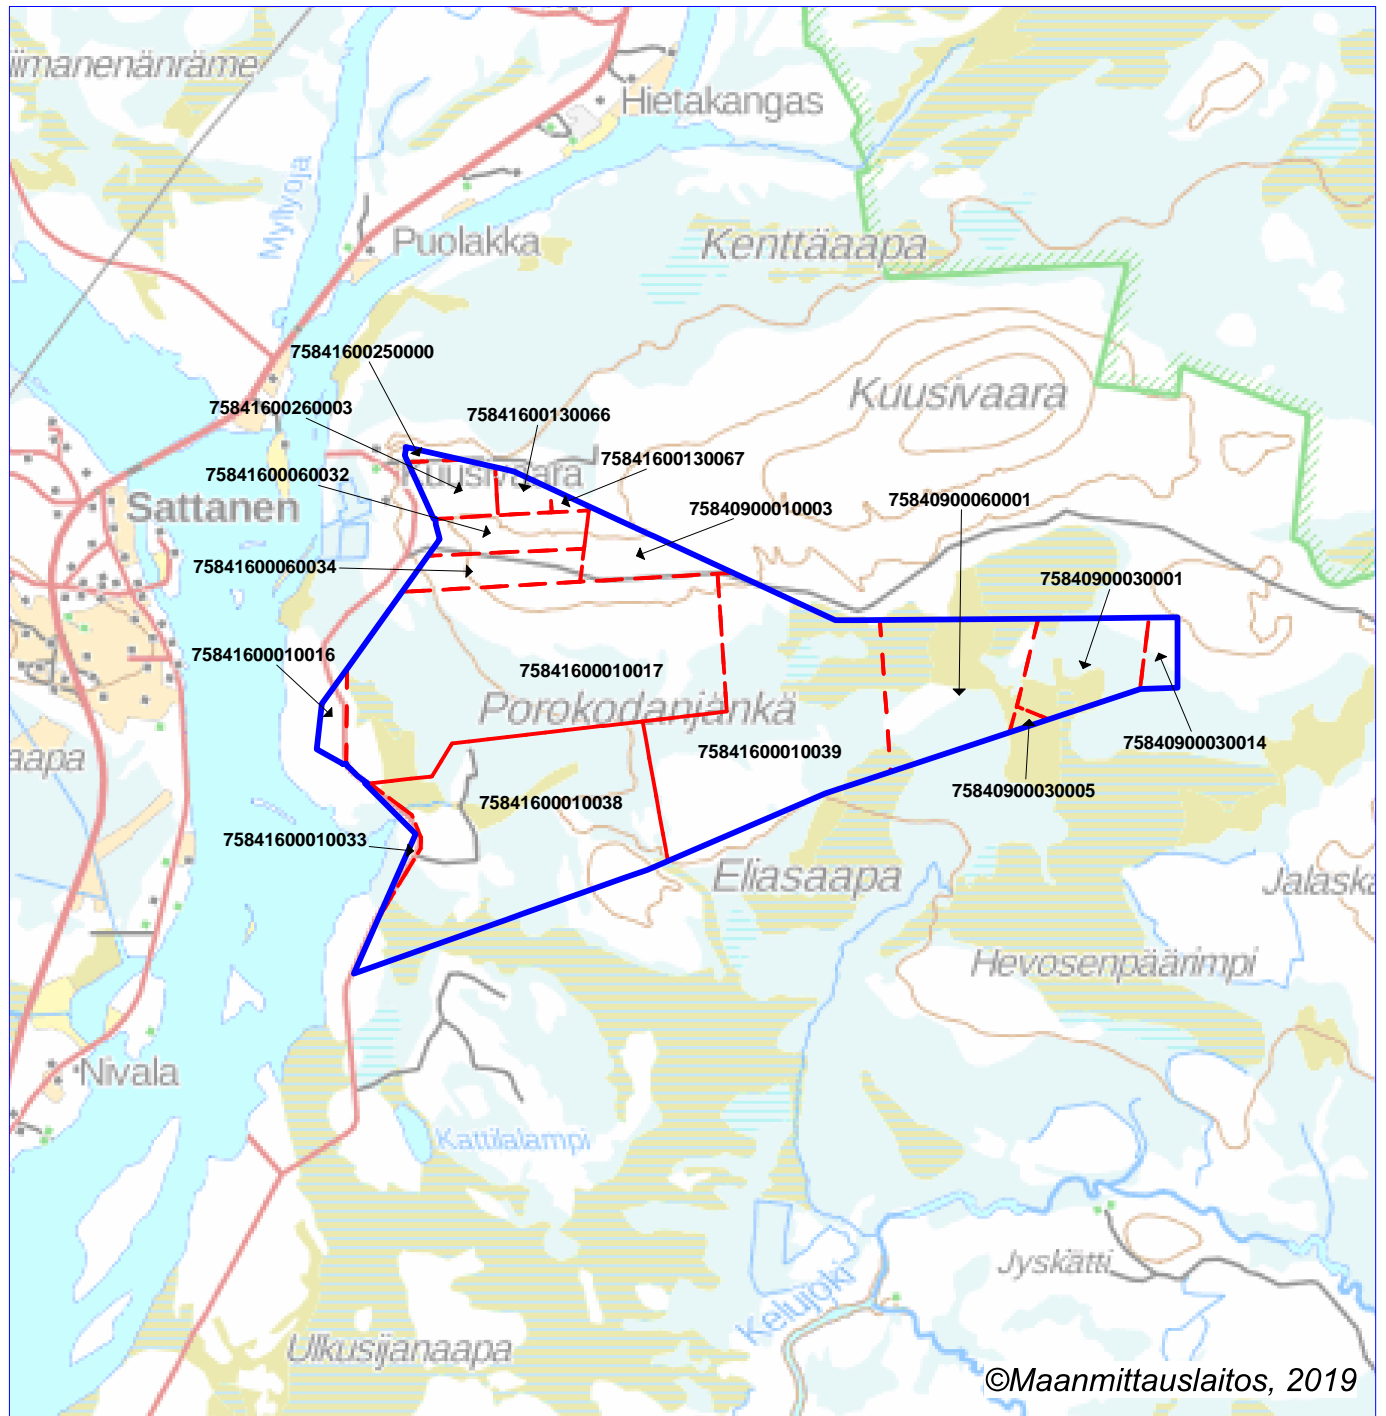 iimanenänräme
Hietakangas
Myllyoja
Puolakka
Kenttäaapa
75841600250000
Kuusivaara
75841600260003
75841600130066
Kuusivaara
75841600130067
75841600060032
75840900060001
Sattanen
75840900010003
75841600060034
75840900030001
75841600010016
75841600010017
Porokodanjänkä
75841600010039
75840900030014
aapa
75840900030005
75841600010038
75841600010033
Eliasaapa
Jalaska
Hevosenpäärimpi
Nivala
Kattilalampi
Jyskätti
Kelujoki
Ulkusijanaapa
©Maanmittauslaitos, 2019